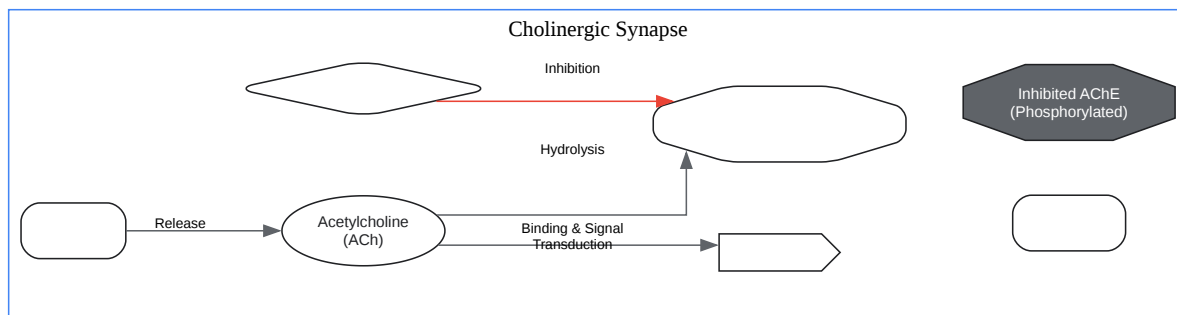 Cholinergic Synapse
Inhibition
Inhibited AChE
(Phosphorylated)
Hydrolysis
Release
Acetylcholine
(ACh)
Binding & Signal
Transduction